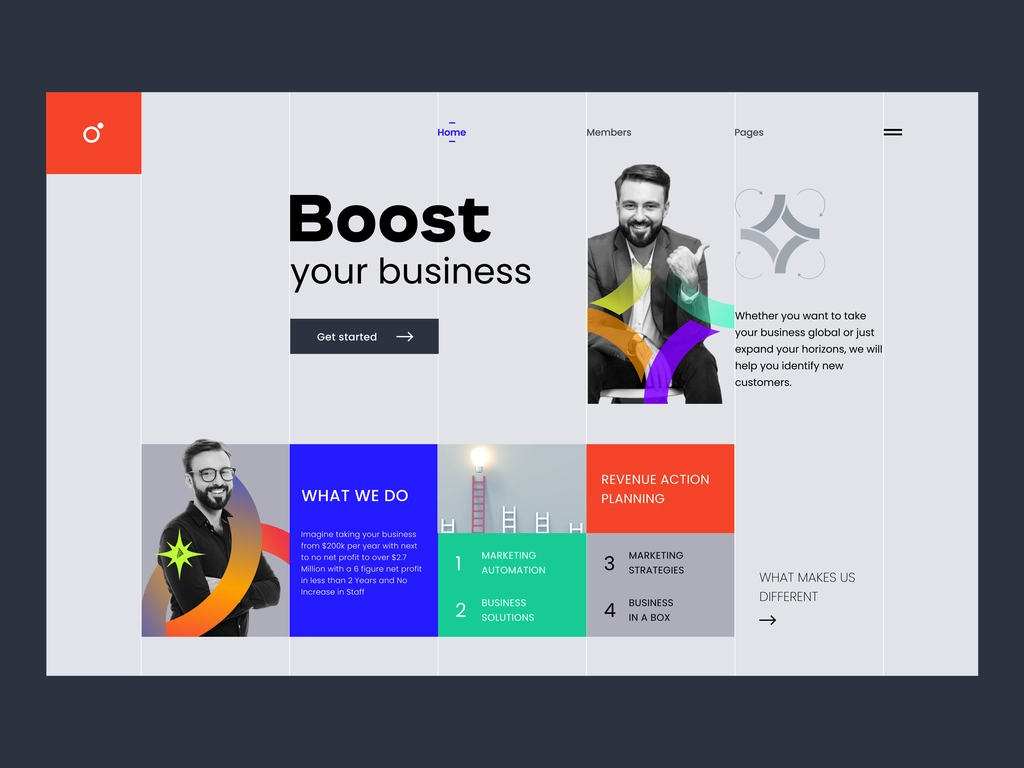 Home
Members
Pages
Boost
your business
Get started
Whether you want to take
your business global or just
expand your horizons, we will
help you identify new
customers.
WHAT WE DO
Imagine taking your business
from $200k per year with next
to no net profit to over $2.7
Million with a 6 figure net profit
in less than 2 Years and No
Increase in Staff
1 MARKETING
AUTOMATION
2 BUSINESS
SOLUTIONS
REVENUE ACTION
PLANNING
3 MARKETING
STRATEGIES
4 BUSINESS
IN A BOX
WHAT MAKES US
DIFFERENT